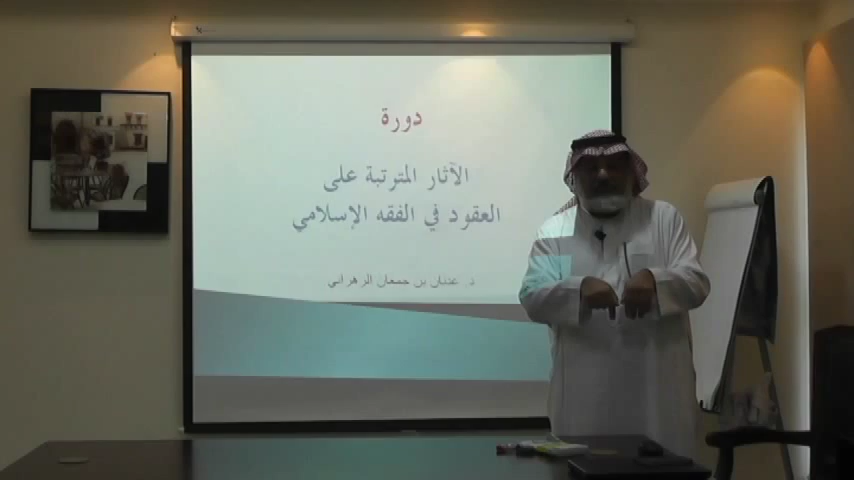 دورة
الآثار المترتبة على
العقود في الفقه الإسلامي
د. عدنان بن جمعان الزهراني